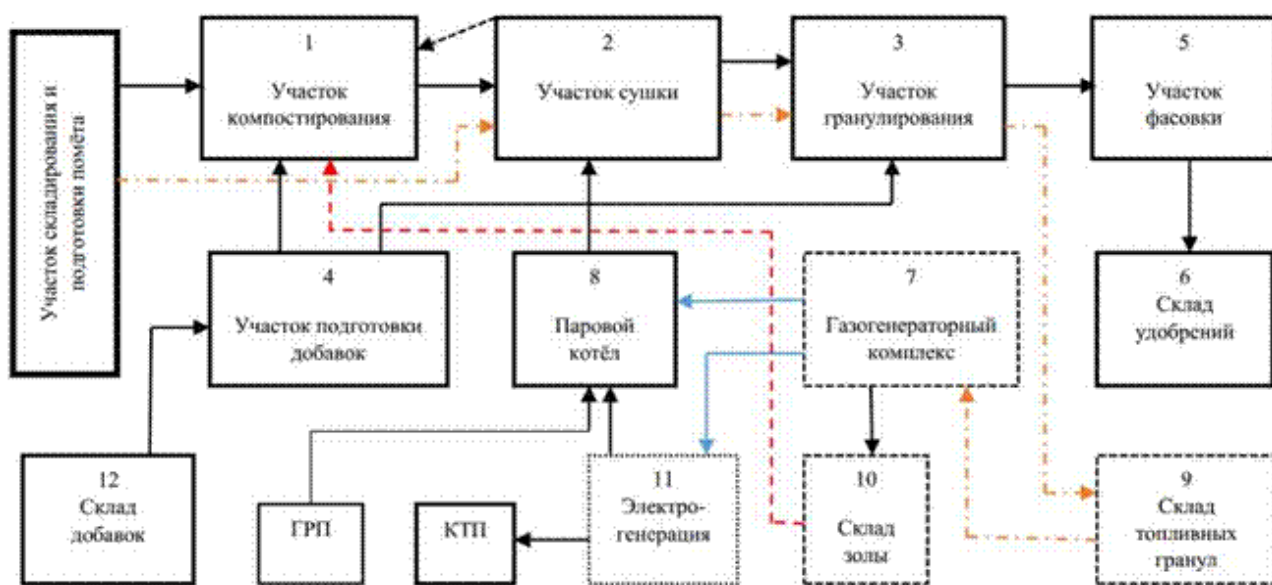 Участок складирования и
подготовки помёта
1
Участок
компостирования
2
Участок сушки
3
Участок
гранулирования
5
Участок
фасовки
4
Участок подготовки
добавок
8
Паровой
котёл
7
Газогенераторный
комплекс
6
Склад
удобрений
12
Склад
добавок
ГРП
КТП
11
Электро-
генерация
10
Склад
золы
9
Склад
топливных
гранул